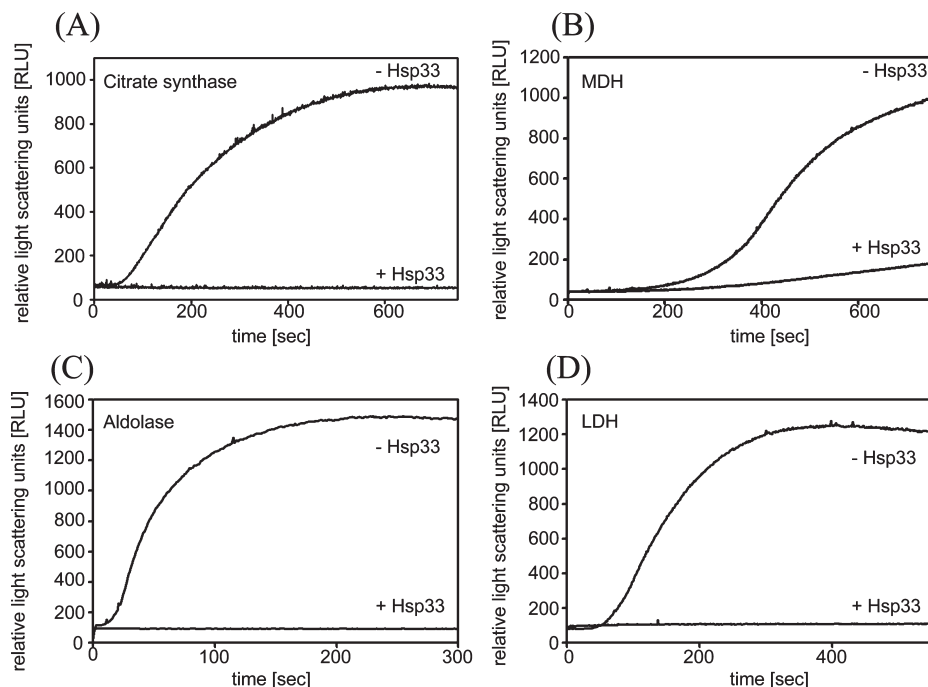 (A)
relative light scattering units [RLU]
1000
800
600
400
200
0
Citrate synthase
- Hsp33
+ Hsp33
0 200 400 600
time [sec]
(B)
relative light scattering units [RLU]
1200
1000
800
600
400
200
0
MDH
- Hsp33
+ Hsp33
0 200 400 600
time [sec]
(C)
relative light scattering units [RLU]
1600
1400
1200
1000
800
600
400
200
0
Aldolase
- Hsp33
+ Hsp33
0 100 200 300
time [sec]
(D)
relative light scattering units [RLU]
1400
1200
1000
800
600
400
200
0
LDH
- Hsp33
+ Hsp33
0 200 400
time [sec]